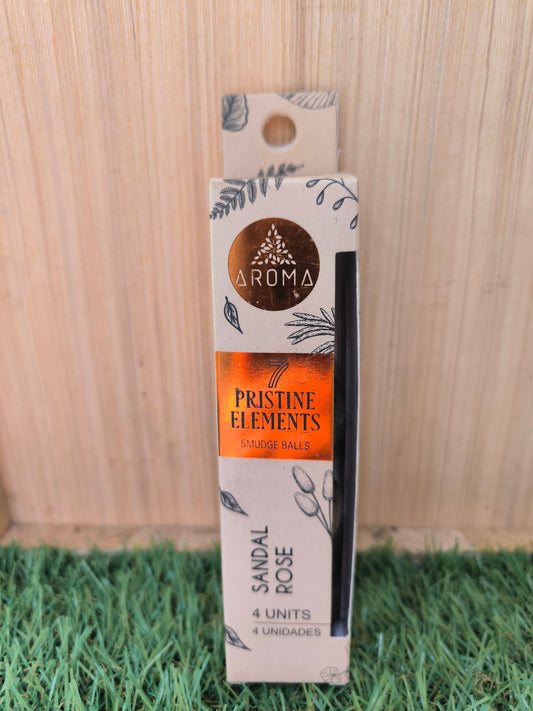 AROMA
7
PRISTINE
ELEMENTS
SMUDGE BALLS
SANDAL
ROSE
4 UNITS
4 UNIDADES